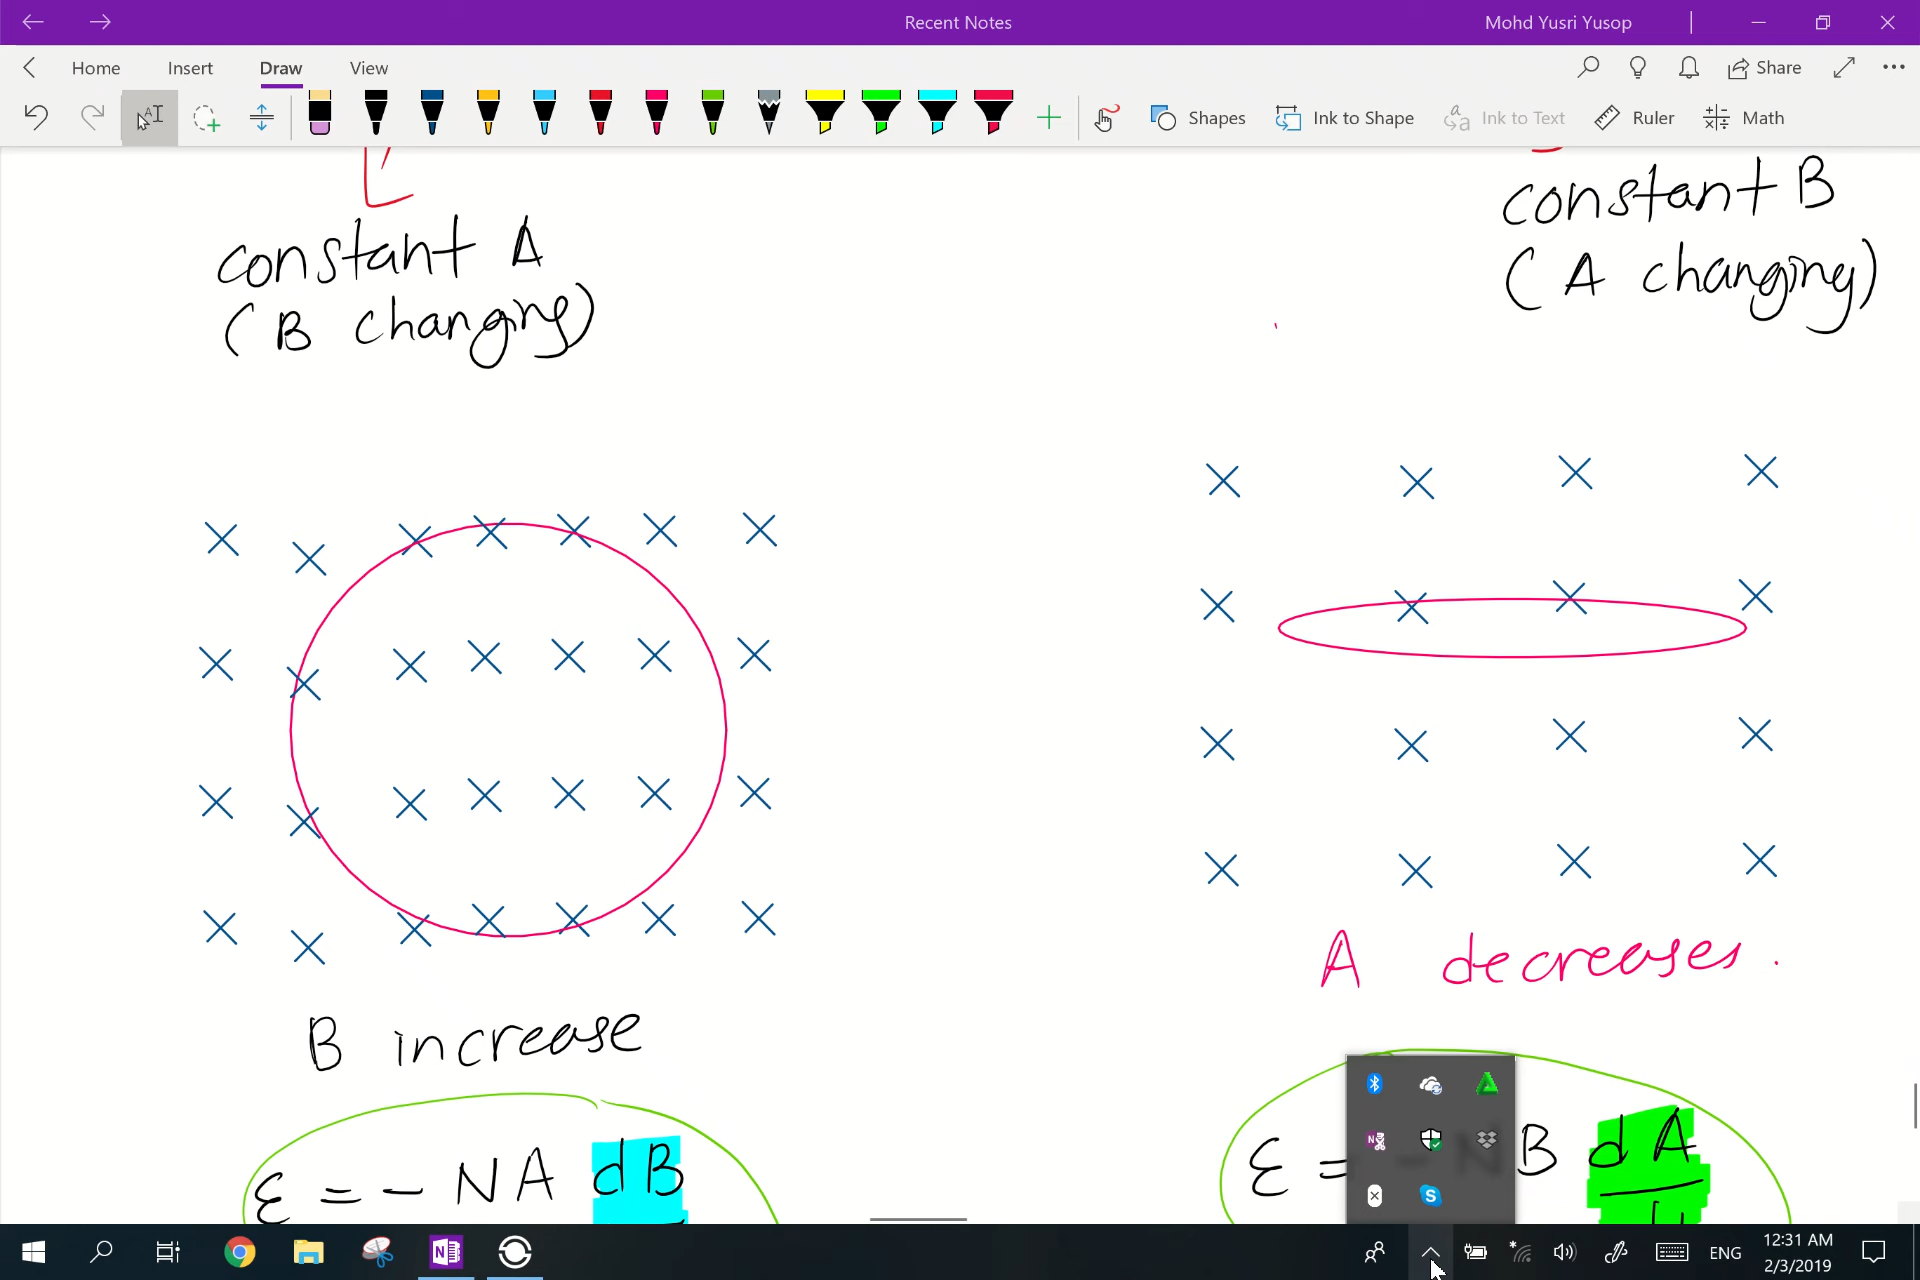 Recent Notes
Mohd Yusri Yusop
Home Insert Draw View
Share
Shapes Ink to Shape Ink to Text Ruler Math
constant A
(B changing)
constant B
(A changing)
B increase
A decreases.
ε = - NA dB
ε = - NB dA
ENG
12:31 AM
2/3/2019